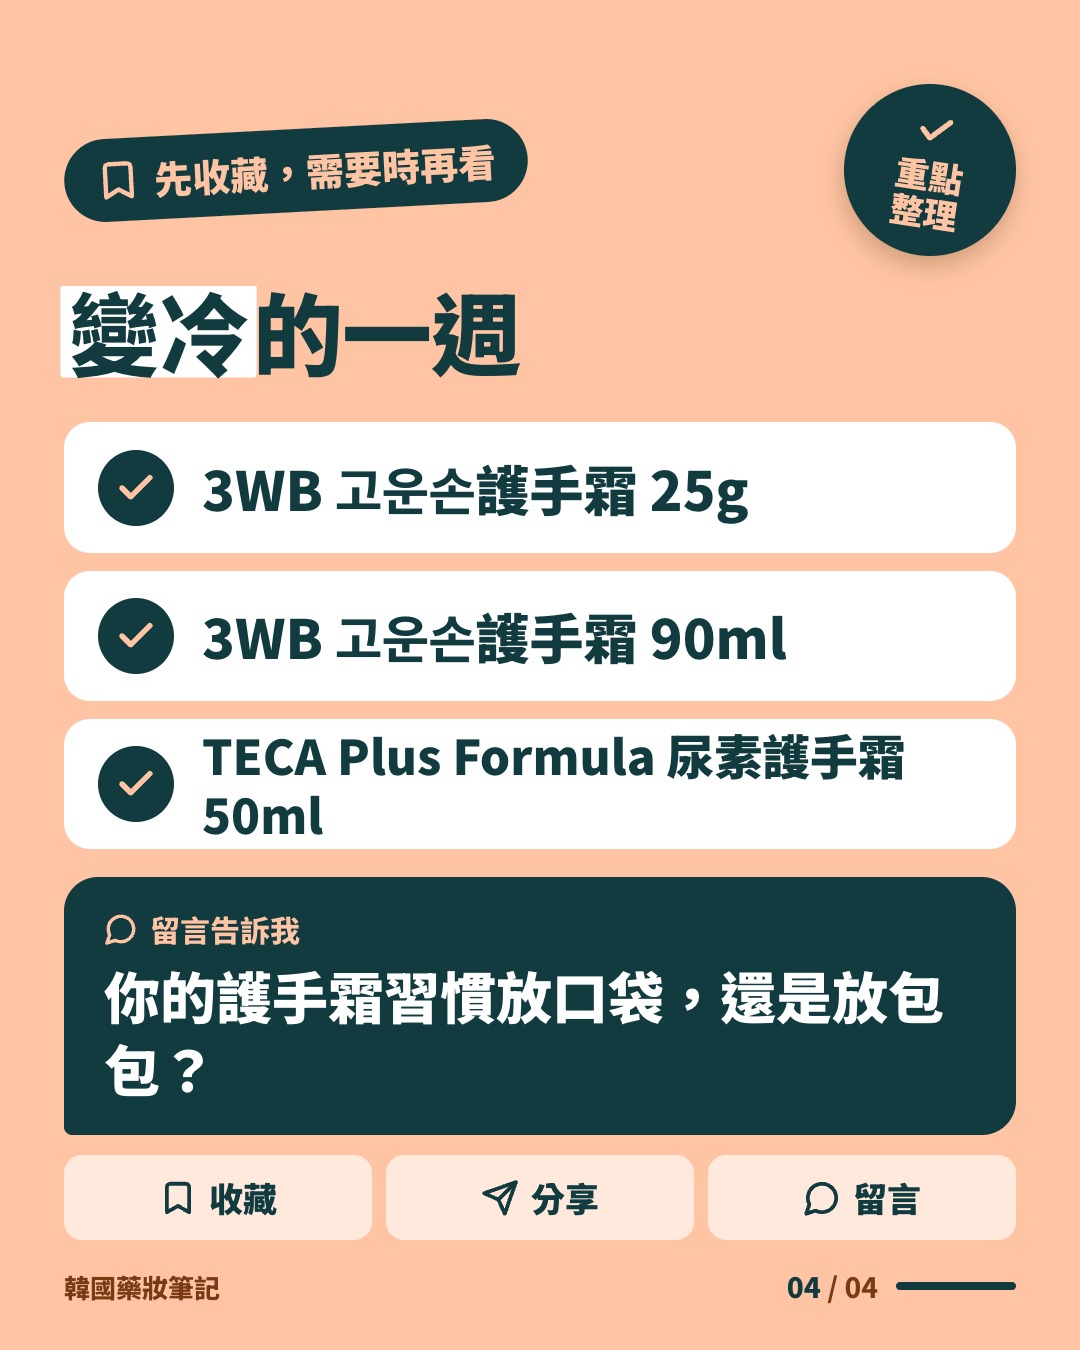 先收藏，需要時再看
重點
整理
變冷的一週
3WB 고운손護手霜 25g
3WB 고운손護手霜 90ml
TECA Plus Formula 尿素護手霜
50ml
留言告訴我
你的護手霜習慣放口袋，還是放包
包？
收藏
分享
留言
韓國藥妝筆記
04 / 04